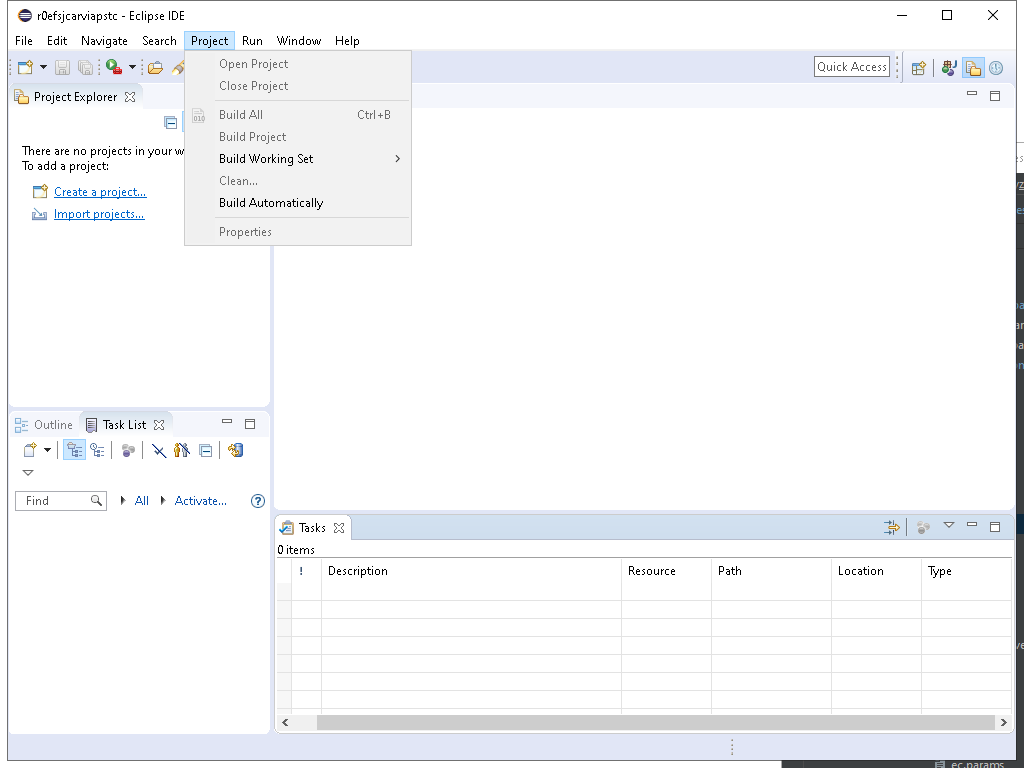 r0efsjcarviapstc - Eclipse IDE
File Edit Navigate Search Project Run Window Help
Quick Access
Open Project
Close Project
Build All Ctrl+B
Build Project
Build Working Set
Clean...
Build Automatically
Properties
Project Explorer
There are no projects in your w
To add a project:
Create a project...
Import projects...
Outline Task List
Find All Activate...
Tasks
0 items
! Description Resource Path Location Type
ec.params